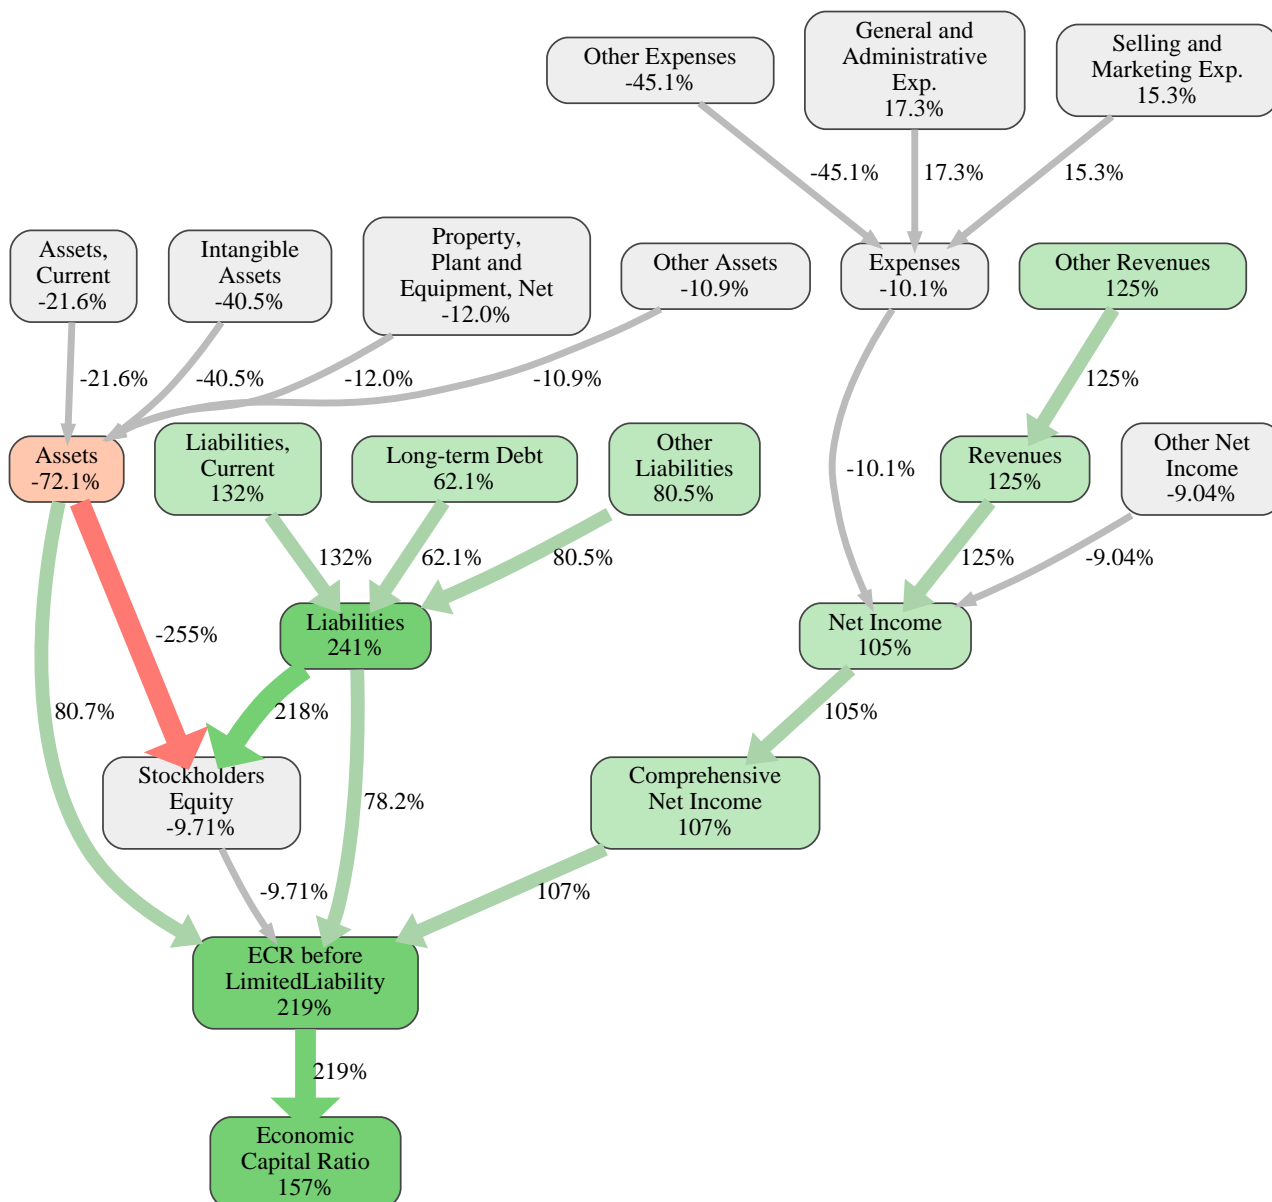 Other Expenses
-45.1%
General and
Administrative
Exp.
17.3%
Selling and
Marketing Exp.
15.3%
-45.1%
17.3%
15.3%
Assets,
Current
-21.6%
Intangible
Assets
-40.5%
Property,
Plant and
Equipment, Net
-12.0%
Other Assets
-10.9%
Expenses
-10.1%
Other Revenues
125%
-21.6%
-40.5%
-12.0%
-10.9%
125%
Assets
-72.1%
Liabilities,
Current
132%
Long-term Debt
62.1%
Other
Liabilities
80.5%
-10.1%
Revenues
125%
Other Net
Income
-9.04%
132%
62.1%
80.5%
125%
-9.04%
-255%
Liabilities
241%
Net Income
105%
80.7%
218%
105%
Stockholders
Equity
-9.71%
78.2%
Comprehensive
Net Income
107%
-9.71%
107%
ECR before
LimitedLiability
219%
219%
Economic
Capital Ratio
157%